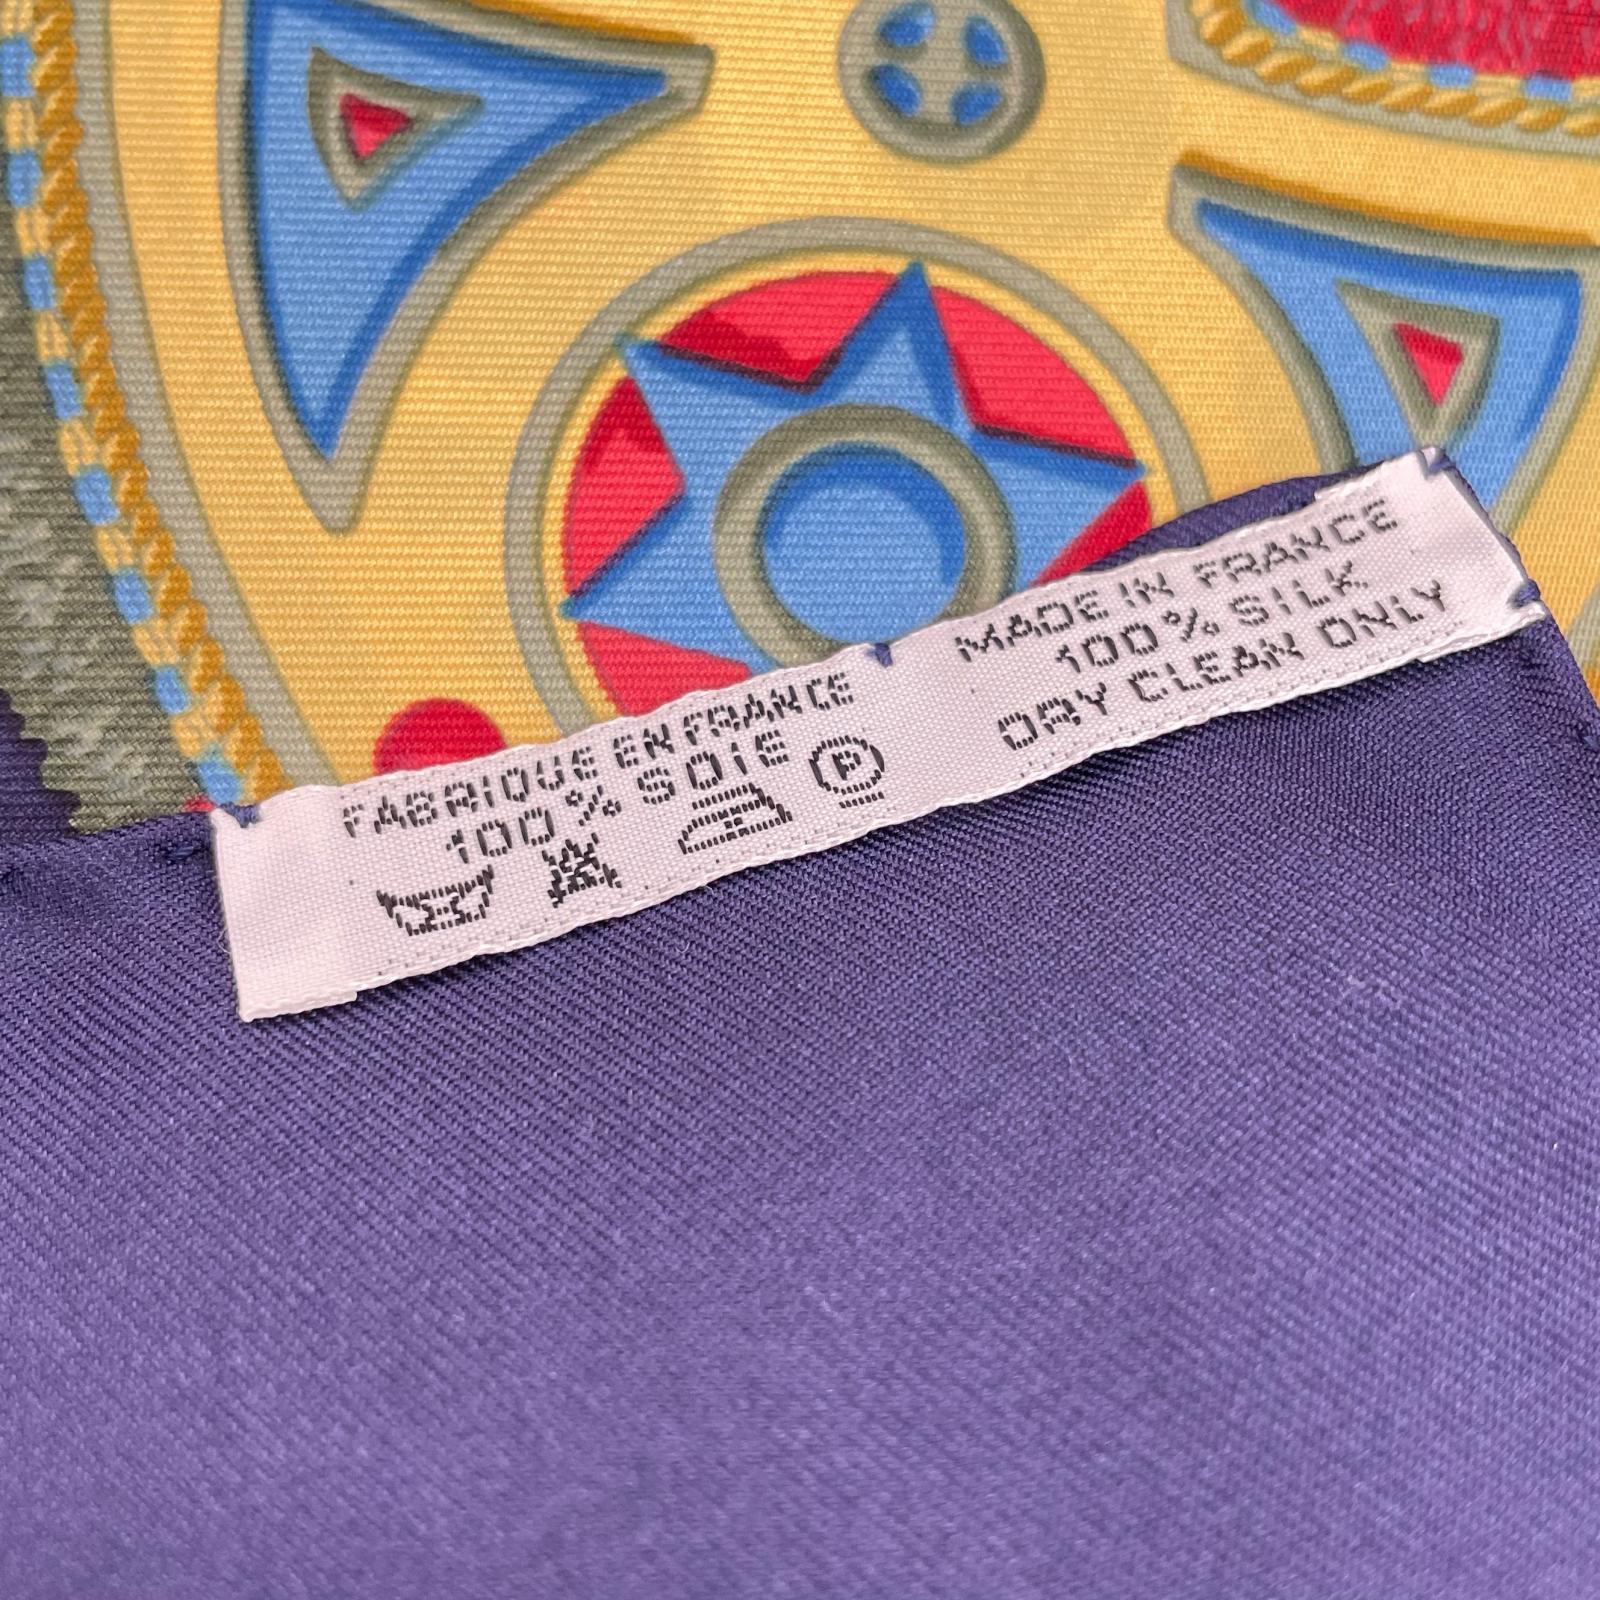 FABRIQUE EN FRANCE
100% SOIE
P
MADE IN FRANCE
100% SILK
DRY CLEAN ONLY